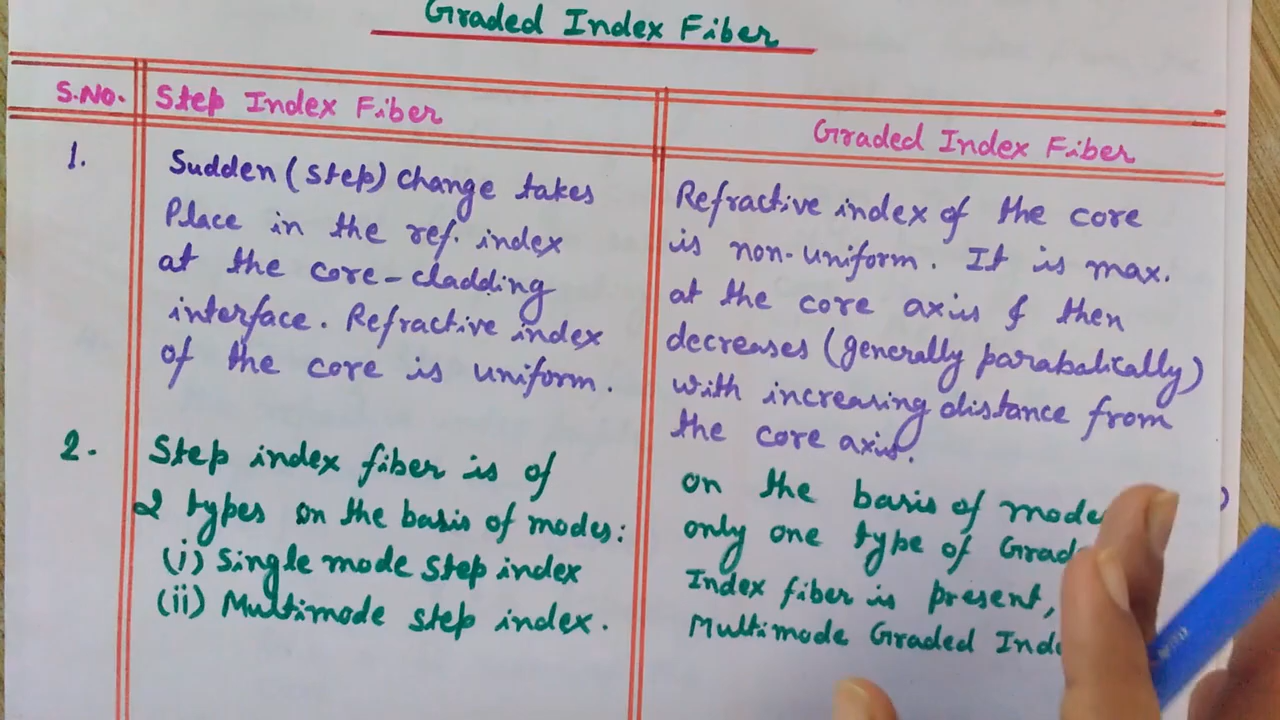 Graded Index Fiber
S.No. Step Index Fiber
Graded Index Fiber
1.
Sudden (step) change takes
Place in the ref. index
at the core-cladding
interface. Refractive index
of the core is uniform.
Refractive index of the core
is non-uniform. It is max.
at the core axis & then
decreases (generally parabalically)
with increasing distance from
the core axis.
2.
Step index fiber is of
2 types on the basis of modes:
(i) Single mode step index
(ii) Multimode step index.
on the basis of mode
only one type of Grad
Index fiber is present,
Multimode Graded Ind